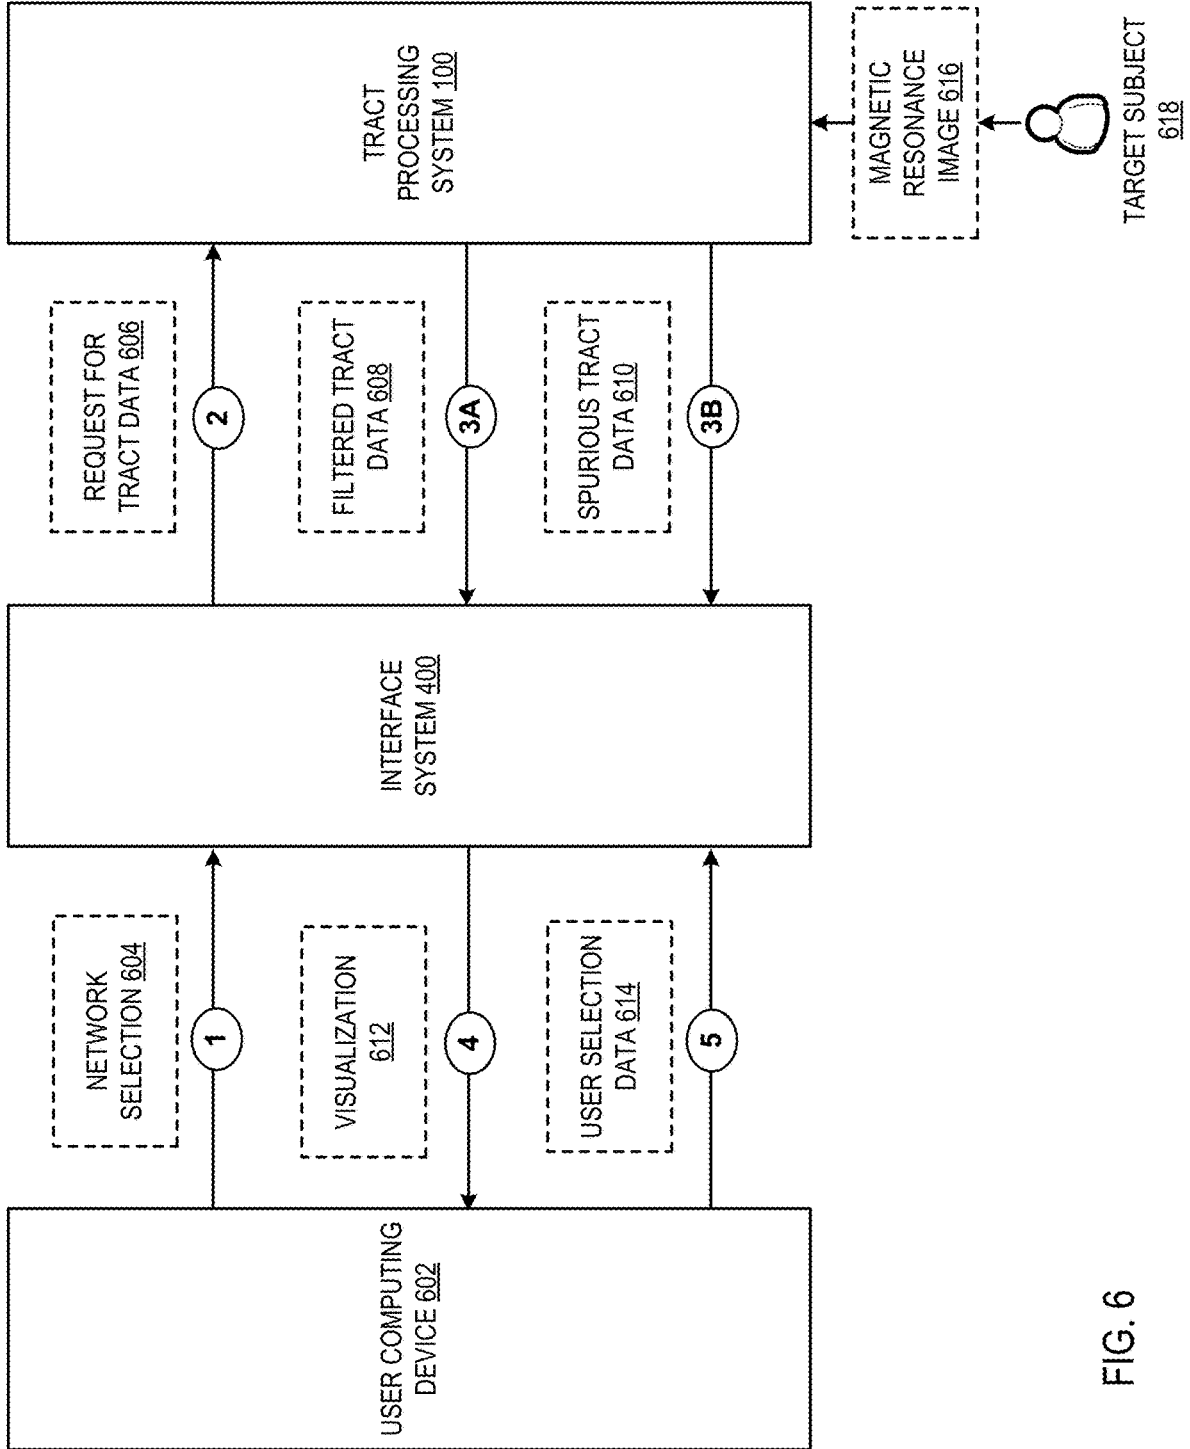 USER COMPUTING
DEVICE 602
NETWORK
SELECTION 604
1
VISUALIZATION
612
4
USER SELECTION
DATA 614
5
INTERFACE
SYSTEM 400
REQUEST FOR
TRACT DATA 606
2
FILTERED TRACT
DATA 608
3A
SPURIOUS TRACT
DATA 610
3B
TRACT
PROCESSING
SYSTEM 100
MAGNETIC
RESONANCE
IMAGE 616
TARGET SUBJECT
618
FIG. 6